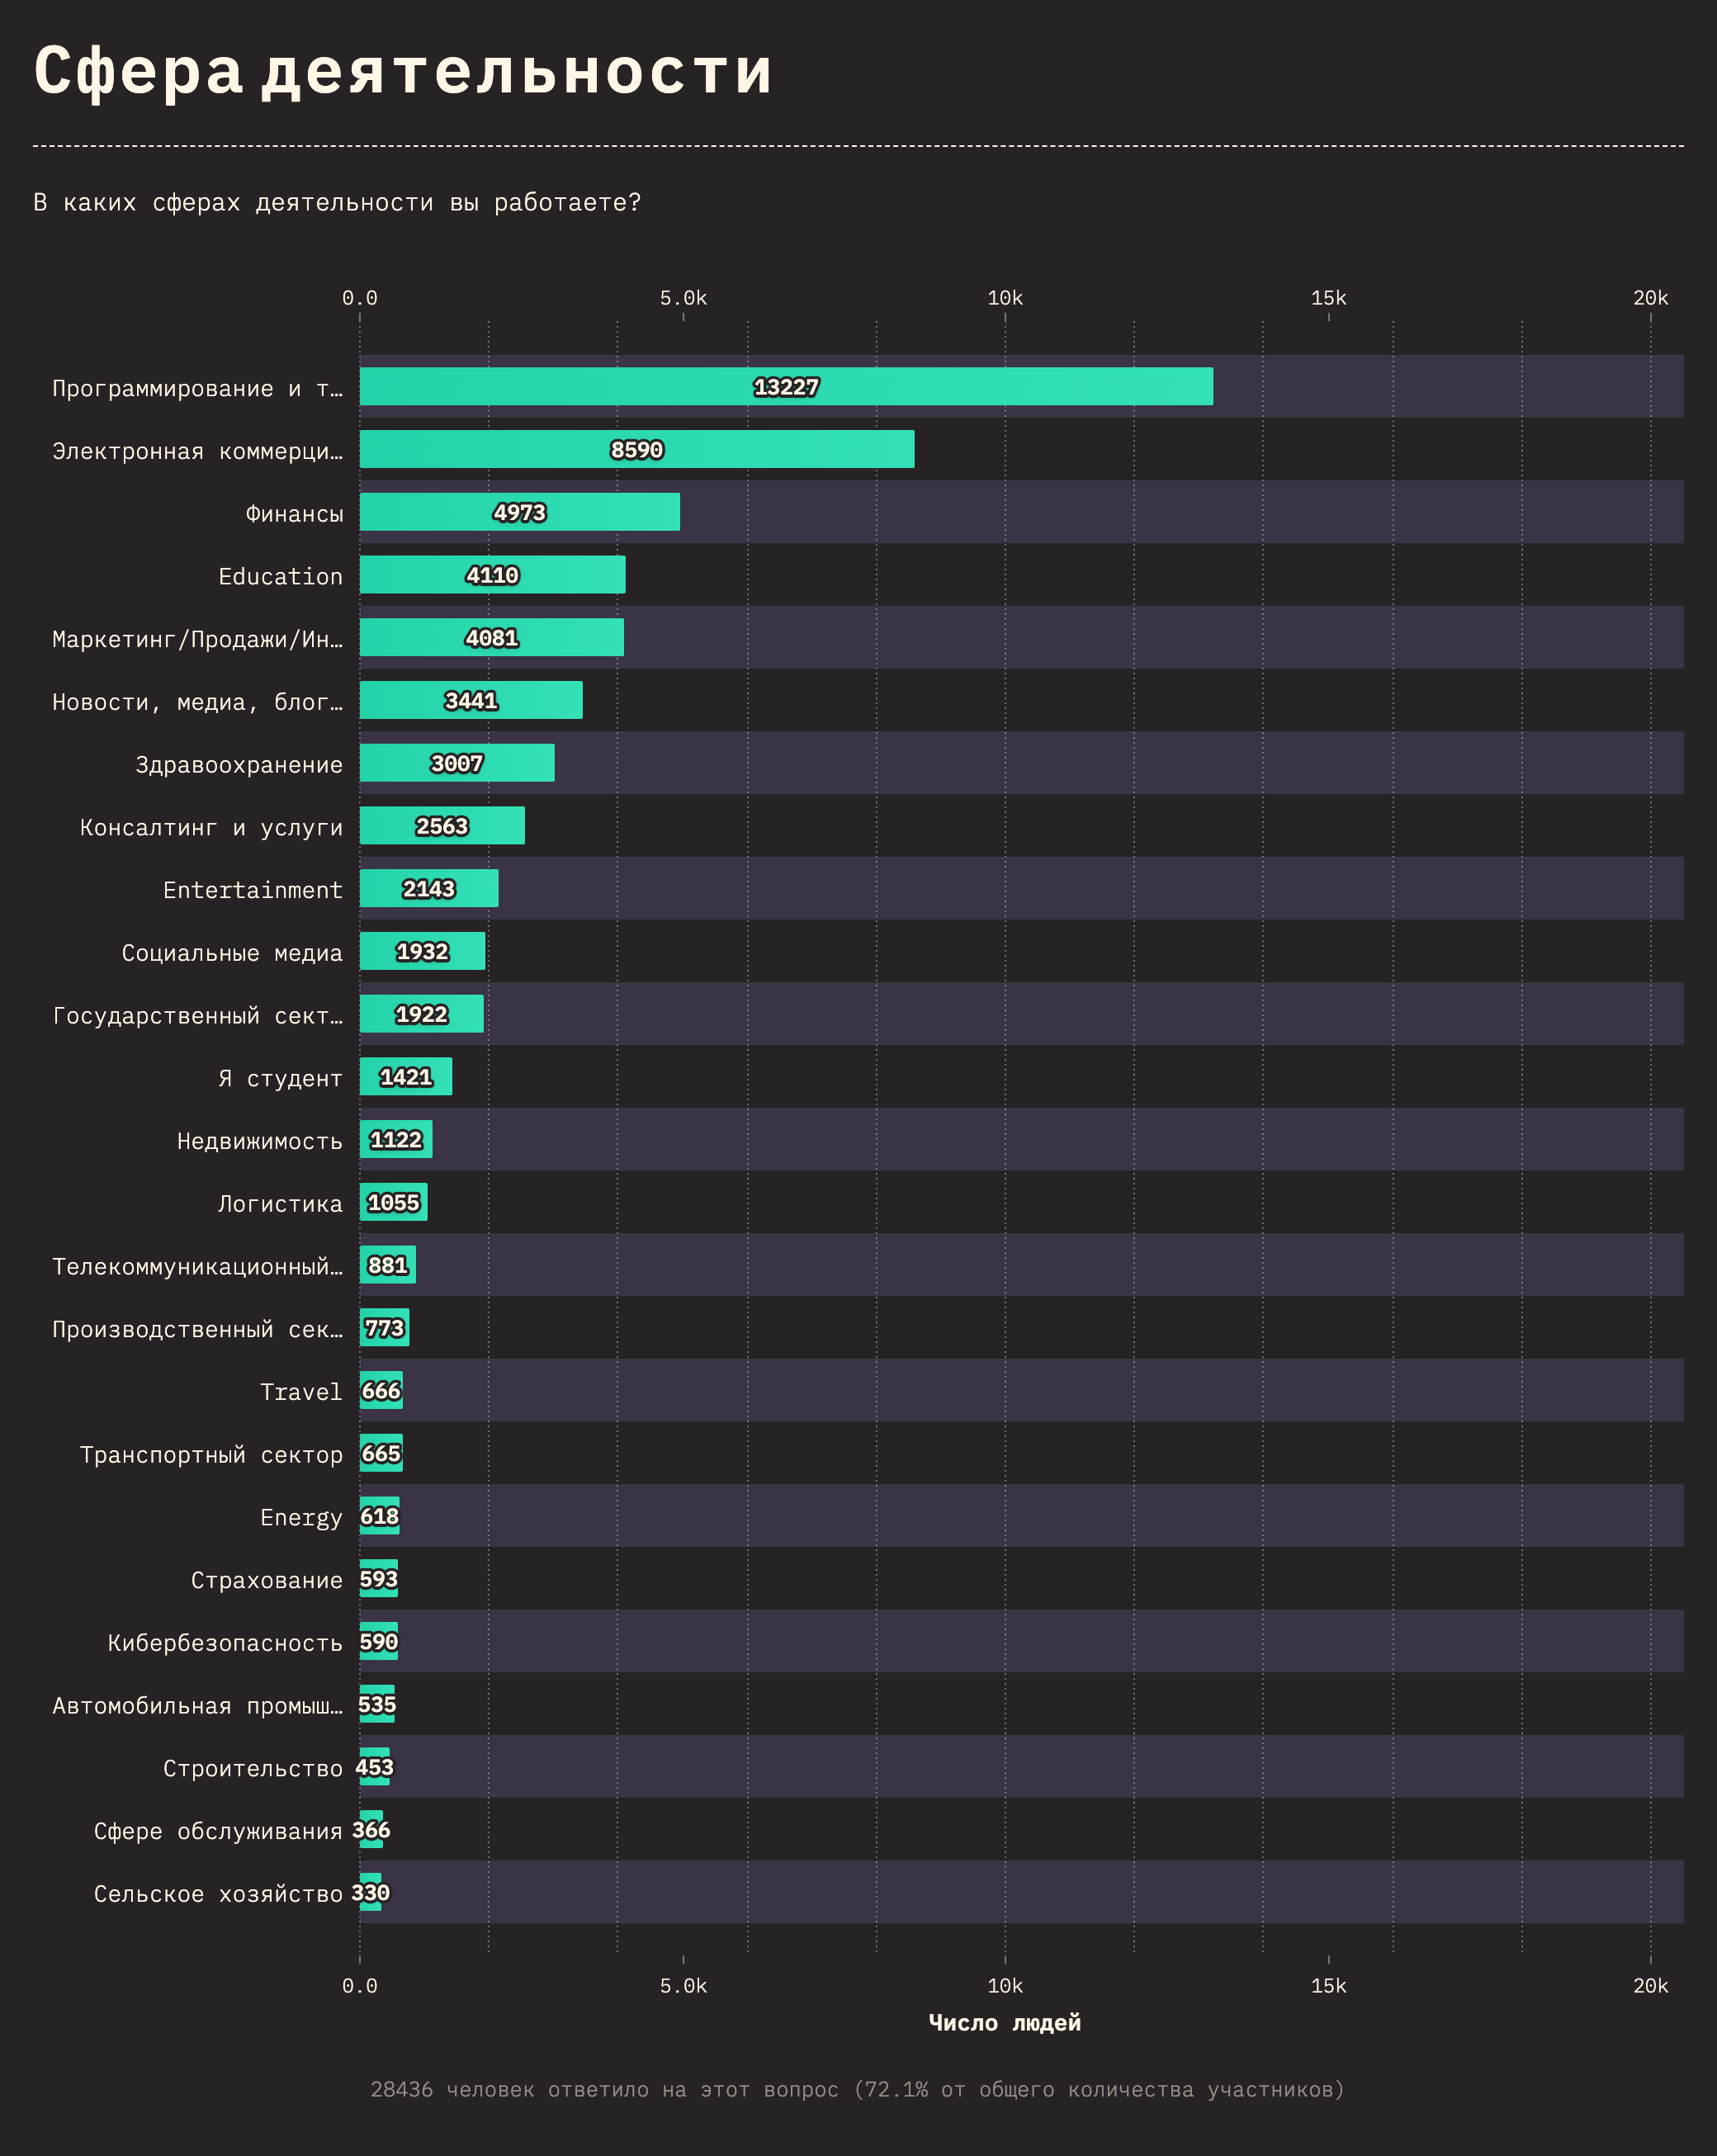 Сфера деятельности
В каких сферах деятельности вы работаете?
0.0 5.0k 10k 15k 20k
Программирование и т… 13227
Электронная коммерци… 8590
Финансы 4973
Education 4110
Маркетинг/Продажи/Ин… 4081
Новости, медиа, блог… 3441
Здравоохранение 3007
Консалтинг и услуги 2563
Entertainment 2143
Социальные медиа 1932
Государственный сект… 1922
Я студент 1421
Недвижимость 1122
Логистика 1055
Телекоммуникационный… 881
Производственный сек… 773
Travel 666
Транспортный сектор 665
Energy 618
Страхование 593
Кибербезопасность 590
Автомобильная промыш… 535
Строительство 453
Сфере обслуживания 366
Сельское хозяйство 330
0.0 5.0k 10k 15k 20k
Число людей
28436 человек ответило на этот вопрос (72.1% от общего количества участников)